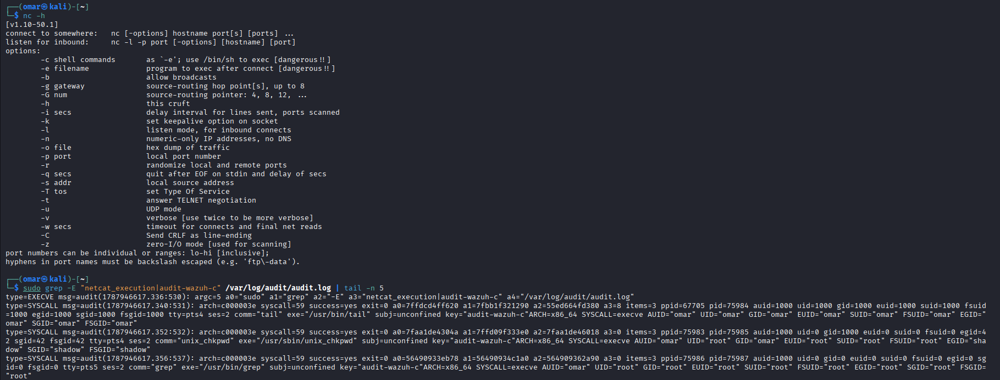 ┌──(omar㉿kali)-[~]
└─$ nc -h
[v1.10-50.1]
connect to somewhere:   nc [-options] hostname port[s] [ports] ...
listen for inbound:     nc -l -p port [-options] [hostname] [port]
options:
        -c shell commands       as `-e'; use /bin/sh to exec [dangerous!!]
        -e filename             program to exec after connect [dangerous!!]
        -b                      allow broadcasts
        -g gateway              source-routing hop point[s], up to 8
        -G num                  source-routing pointer: 4, 8, 12, ...
        -h                      this cruft
        -i secs                 delay interval for lines sent, ports scanned
        -k                      set keepalive option on socket
        -l                      listen mode, for inbound connects
        -n                      numeric-only IP addresses, no DNS
        -o file                 hex dump of traffic
        -p port                 local port number
        -r                      randomize local and remote ports
        -q secs                 quit after EOF on stdin and delay of secs
        -s addr                 local source address
        -T tos                  set Type Of Service
        -t                      answer TELNET negotiation
        -u                      UDP mode
        -v                      verbose [use twice to be more verbose]
        -w secs                 timeout for connects and final net reads
        -C                      Send CRLF as line-ending
        -z                      zero-I/O mode [used for scanning]
port numbers can be individual or ranges: lo-hi [inclusive];
hyphens in port names must be backslash escaped (e.g. 'ftp\-data').
┌──(omar㉿kali)-[~]
└─$ sudo grep -E "netcat_execution|audit-wazuh-c" /var/log/audit/audit.log | tail -n 5
type=EXECVE msg=audit(1787946617.336:530): argc=5 a0="sudo" a1="grep" a2="-E" a3="netcat_execution|audit-wazuh-c" a4="/var/log/audit/audit.log"
type=SYSCALL msg=audit(1787946617.340:531): arch=c000003e syscall=59 success=yes exit=0 a0=7ffdcd4ff620 a1=7fbb1f321290 a2=55ed664fd380 a3=8 items=3 ppid=67705 pid=75984 auid=1000 uid=1000 gid=1000 euid=1000 suid=1000 fsuid
=1000 egid=1000 sgid=1000 fsgid=1000 tty=pts4 ses=2 comm="tail" exe="/usr/bin/tail" subj=unconfined key="audit-wazuh-c"ARCH=x86_64 SYSCALL=execve AUID="omar" UID="omar" GID="omar" EUID="omar" SUID="omar" FSUID="omar" EGID="
omar" SGID="omar" FSGID="omar"
type=SYSCALL msg=audit(1787946617.352:532): arch=c000003e syscall=59 success=yes exit=0 a0=7faa1de4304a a1=7ffd09f333e0 a2=7faa1de46018 a3=0 items=3 ppid=75983 pid=75985 auid=1000 uid=0 gid=1000 euid=0 suid=0 fsuid=0 egid=4
2 sgid=42 fsgid=42 tty=pts4 ses=2 comm="unix_chkpwd" exe="/usr/sbin/unix_chkpwd" subj=unconfined key="audit-wazuh-c"ARCH=x86_64 SYSCALL=execve AUID="omar" UID="root" GID="omar" EUID="root" SUID="root" FSUID="root" EGID="sha
dow" SGID="shadow" FSGID="shadow"
type=SYSCALL msg=audit(1787946617.356:537): arch=c000003e syscall=59 success=yes exit=0 a0=56490933eb78 a1=56490934c1a0 a2=564909362a90 a3=0 items=3 ppid=75986 pid=75987 auid=1000 uid=0 gid=0 euid=0 suid=0 fsuid=0 egid=0 sg
id=0 fsgid=0 tty=pts5 ses=2 comm="grep" exe="/usr/bin/grep" subj=unconfined key="audit-wazuh-c"ARCH=x86_64 SYSCALL=execve AUID="omar" UID="root" GID="root" EUID="root" SUID="root" FSUID="root" EGID="root" SGID="root" FSGID=
"root"